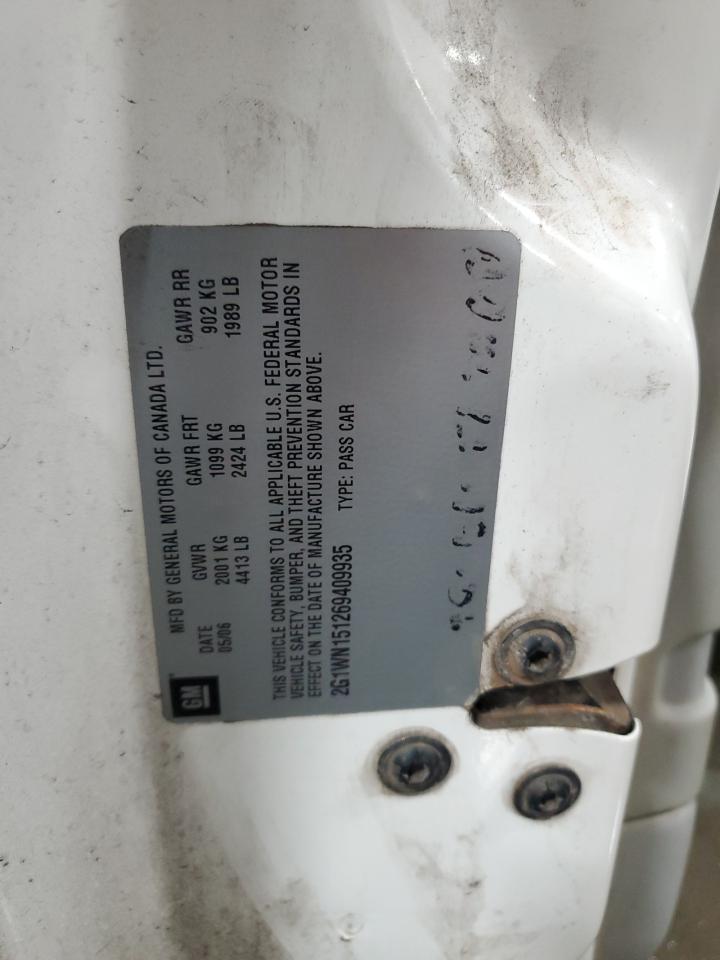 GM
MFD BY GENERAL MOTORS OF CANADA LTD.
DATE GVWR GAWR FRT GAWR RR
05/06 2001 KG 1099 KG 902 KG
4413 LB 2424 LB 1989 LB
THIS VEHICLE CONFORMS TO ALL APPLICABLE U.S. FEDERAL MOTOR
VEHICLE SAFETY, BUMPER, AND THEFT PREVENTION STANDARDS IN
EFFECT ON THE DATE OF MANUFACTURE SHOWN ABOVE.
2G1WN151269409935 TYPE: PASS CAR